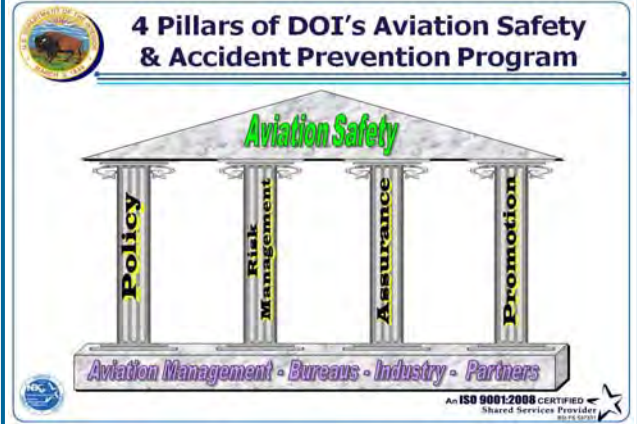 4 Pillars of DOI's Aviation Safety
& Accident Prevention Program
Aviation Safety
Policy
Risk
Management
Assurance
Promotion
Aviation Management - Bureaus - Industry - Partners
An ISO 9001:2008 CERTIFIED
Shared Services Provider